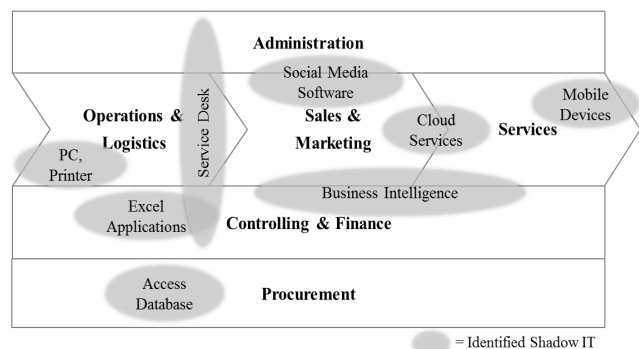 Administration
Social Media
Software
Mobile
Devices
Operations &
Logistics
Service Desk
Sales &
Marketing
Cloud
Services
Services
PC,
Printer
Business Intelligence
Excel
Applications
Controlling & Finance
Access
Database
Procurement
= Identified Shadow IT